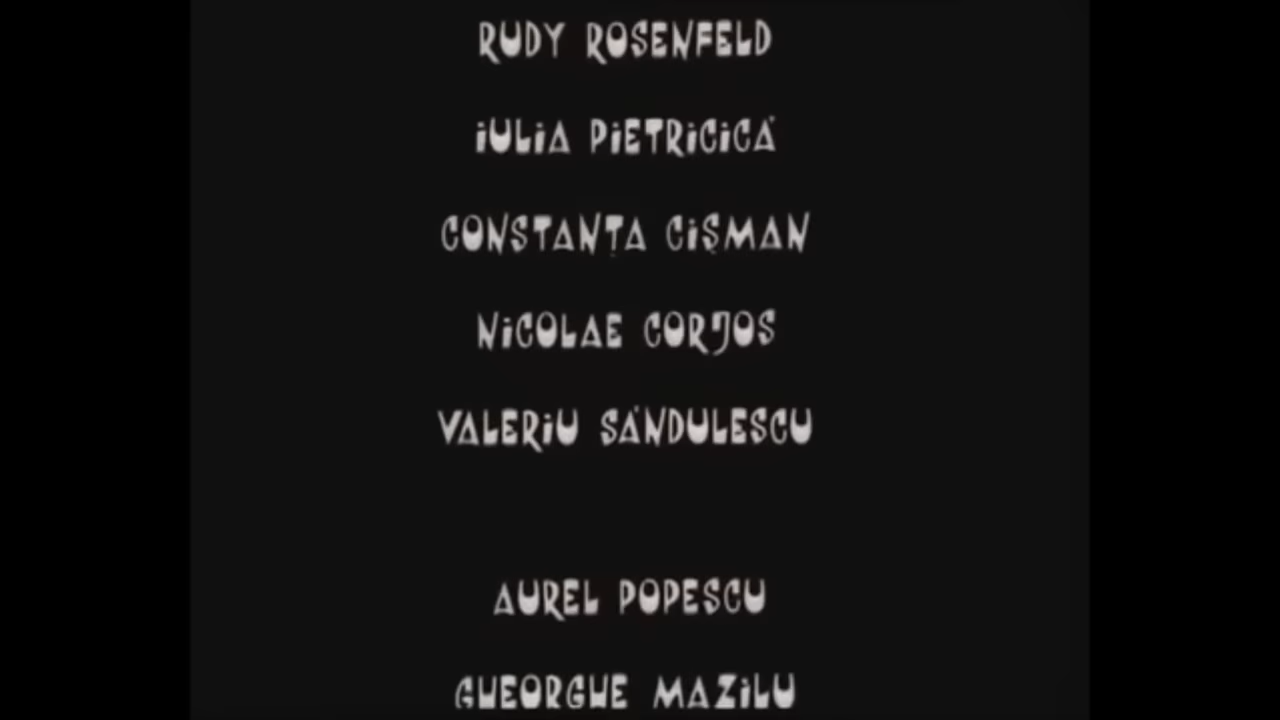 RUDY ROSENFELD
iULiA PiETRiCiCĂ
CONSTANȚA CiȘMAN
NiCOLAE CORJOS
VALERiU SĂNDULESCU
AUREL POPESCU
GHEORGHE MAZiLU